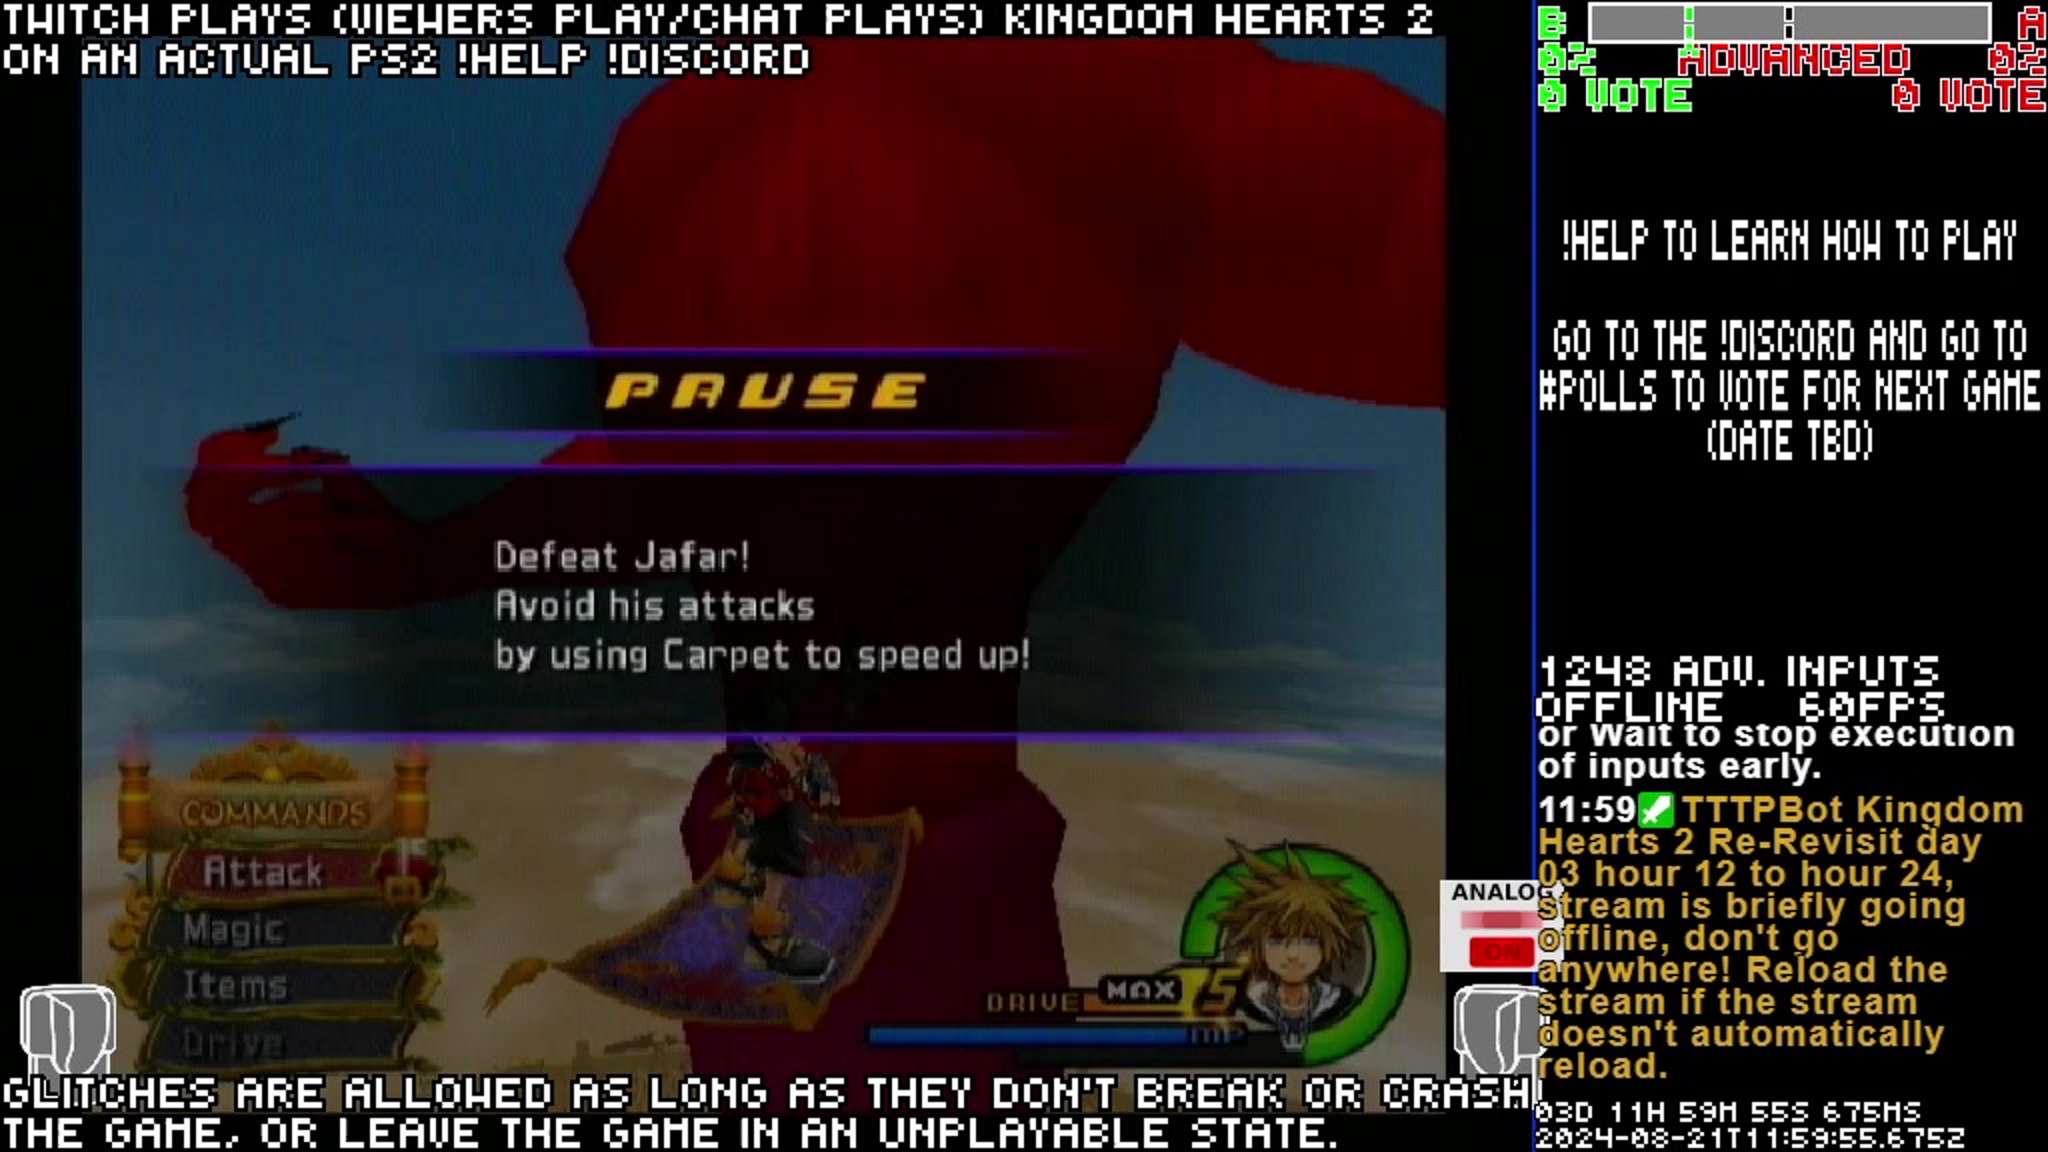 TWITCH PLAYS (VIEWERS PLAY/CHAT PLAYS) KINGDOM HEARTS 2
ON AN ACTUAL PS2 !HELP !DISCORD
B A
0% ADVANCED 0%
0 VOTE 0 VOTE
!HELP TO LEARN HOW TO PLAY
GO TO THE !DISCORD AND GO TO
#POLLS TO VOTE FOR NEXT GAME
(DATE TBD)
PAUSE
Defeat Jafar!
Avoid his attacks
by using Carpet to speed up!
COMMANDS
Attack
Magic
Items
Drive
DRIVE MAX 5
MP
ANALOG
ON
1248 ADV. INPUTS
OFFLINE 60FPS
or Wait to stop execution
of inputs early.
11:59 TTTPBot Kingdom
Hearts 2 Re-Revisit day
03 hour 12 to hour 24,
stream is briefly going
offline, don't go
anywhere! Reload the
stream if the stream
doesn't automatically
reload.
03D 11H 59M 55S 675MS
2024-08-21T11:59:55.675Z
GLITCHES ARE ALLOWED AS LONG AS THEY DON'T BREAK OR CRASH
THE GAME, OR LEAVE THE GAME IN AN UNPLAYABLE STATE.